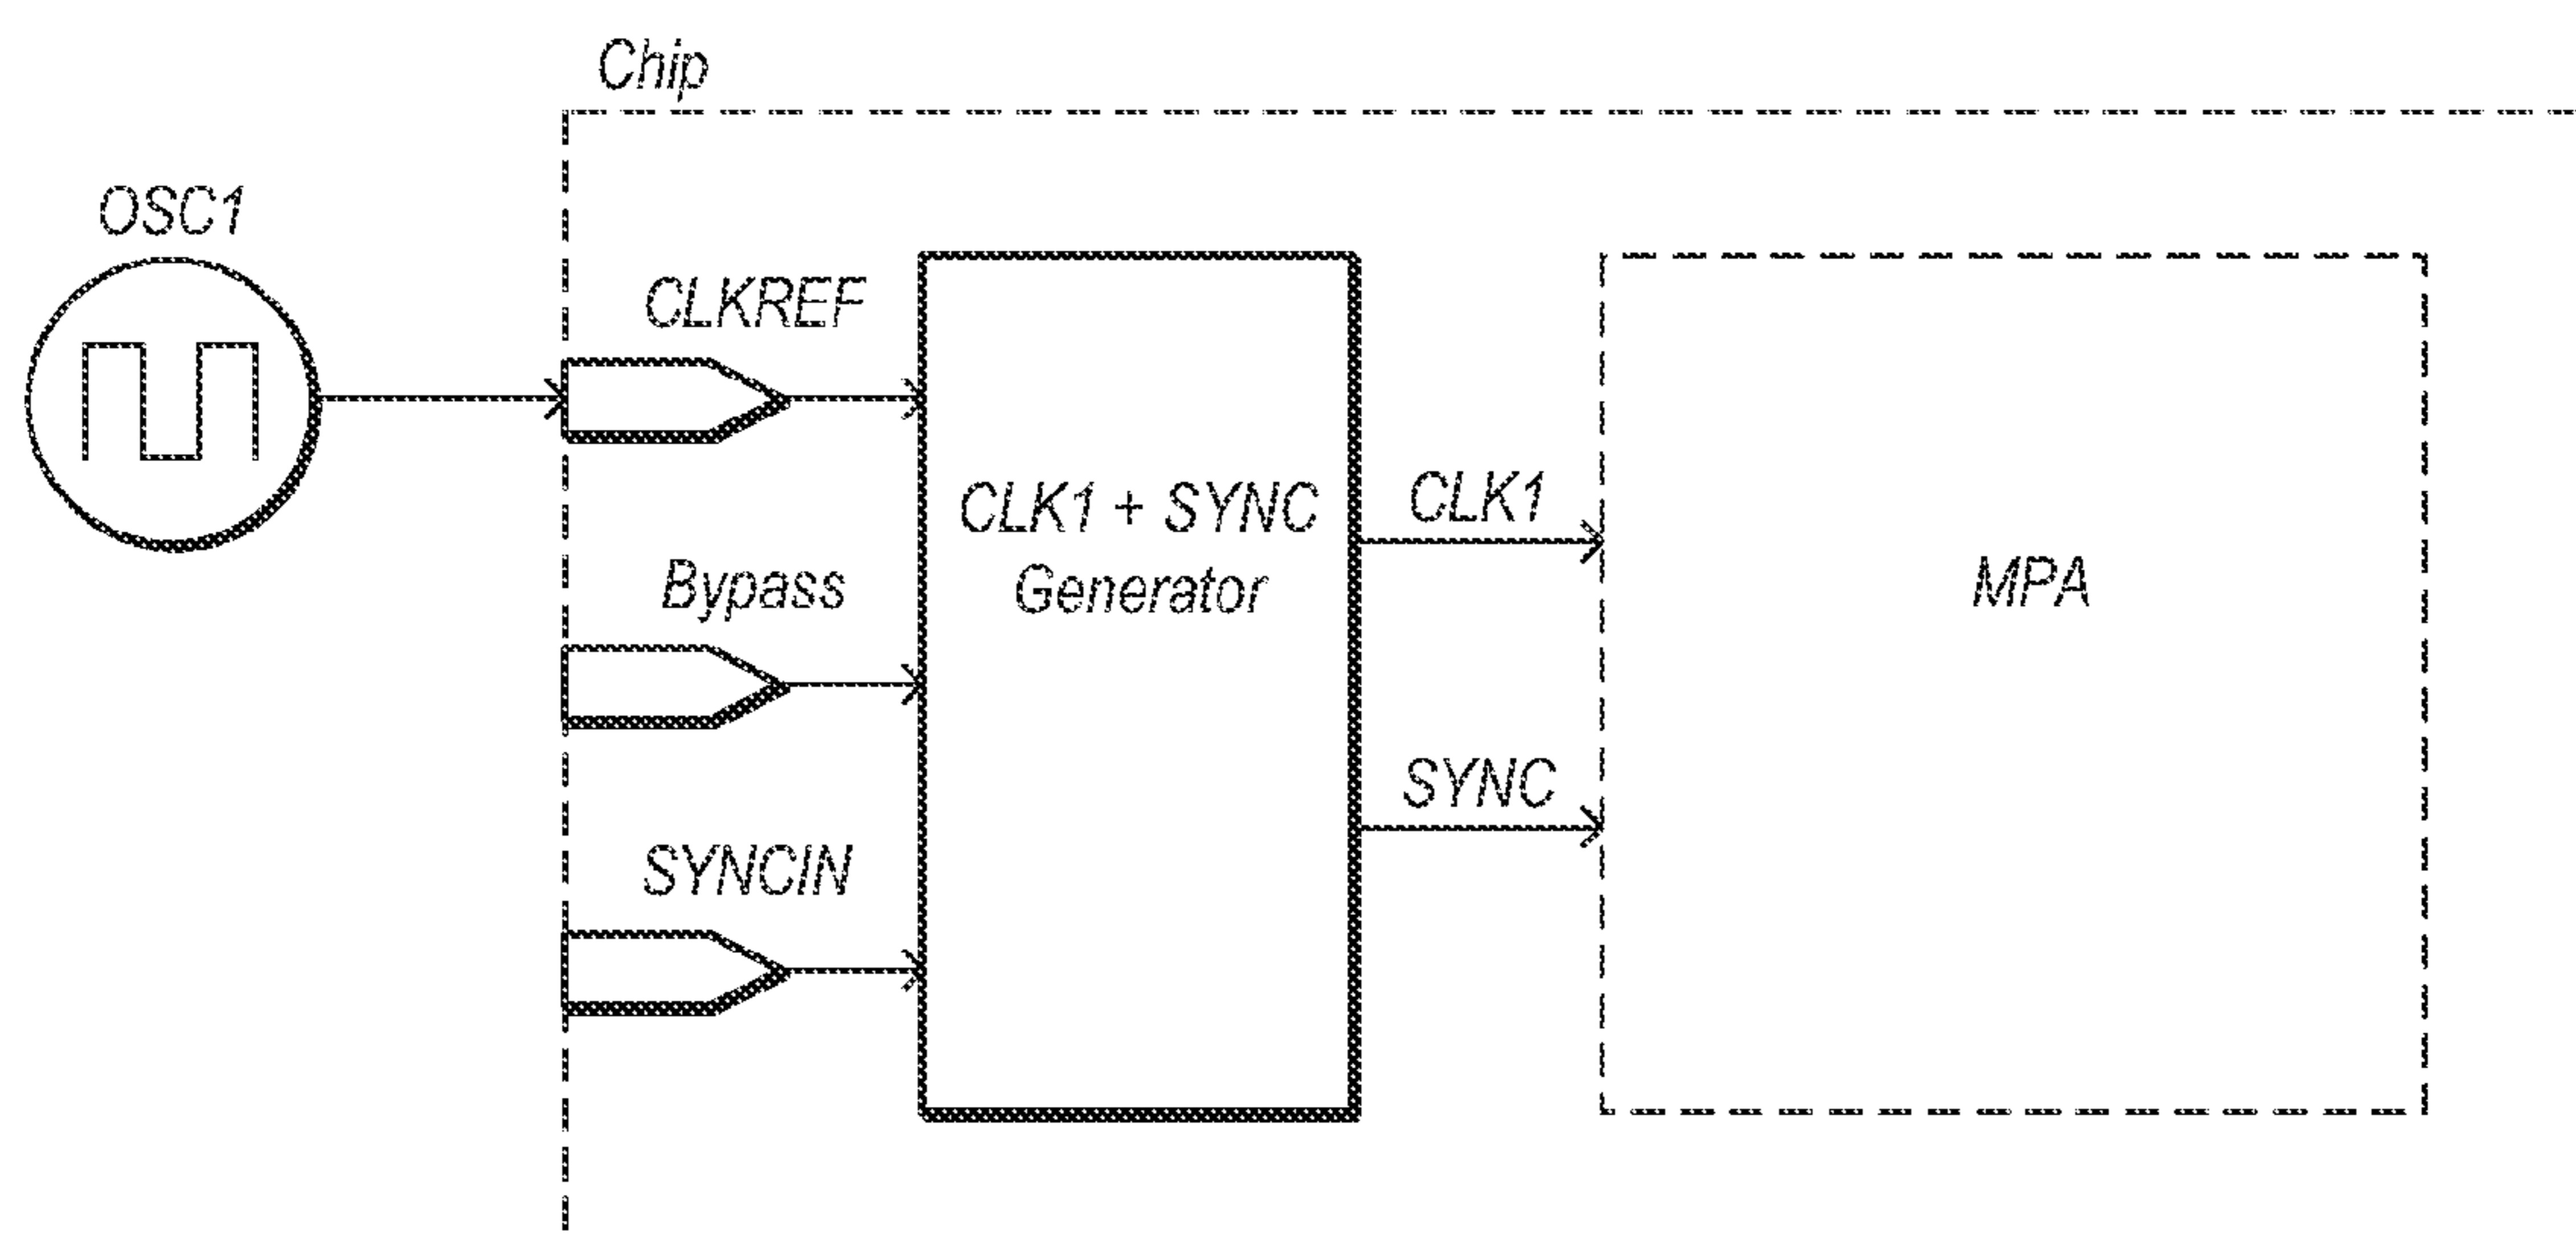 Chip
OSC1
CLKREF
Bypass
SYNCIN
CLK1 + SYNC
Generator
CLK1
SYNC
MPA